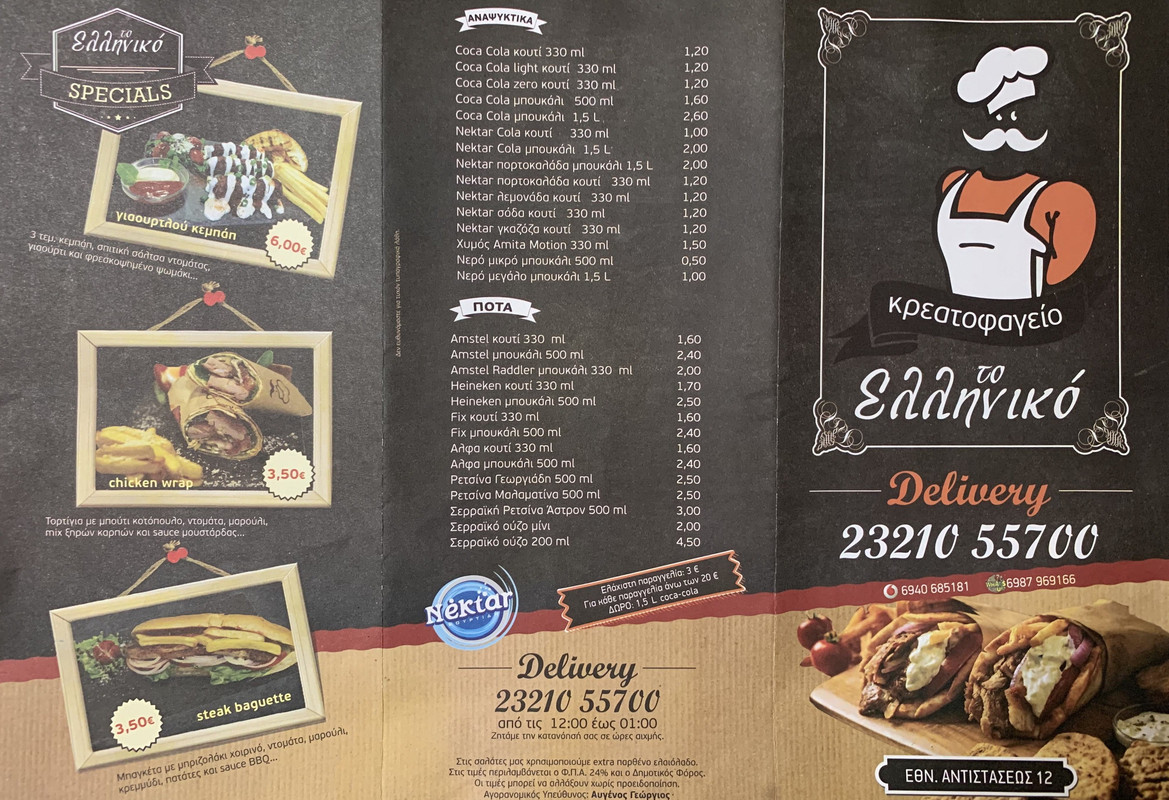 το
Ελληνικό
SPECIALS
γιαουρτλού κεμπάπ
6,00€
3 τεμ. κεμπάπ, σπιτική σάλτσα ντομάτας,
γιαούρτι και φρεσκοψημένο ψωμάκι...
chicken wrap
3,50€
Τορτίγια με μπούτι κοτόπουλο, ντομάτα, μαρούλι,
mix ξηρών καρπών και sauce μουστάρδας...
steak baguette
3,50€
Μπαγκέτα με μπριζολάκι χοιρινό, ντομάτα, μαρούλι,
κρεμμύδι, πατάτες και sauce BBQ...
ΑΝΑΨΥΚΤΙΚΑ
Coca Cola κουτί 330 ml 1,20
Coca Cola light κουτί 330 ml 1,20
Coca Cola zero κουτί 330 ml 1,20
Coca Cola μπουκάλι 500 ml 1,60
Coca Cola μπουκάλι 1,5 L 2,60
Nektar Cola κουτί 330 ml 1,00
Nektar Cola μπουκάλι 1,5 L 2,00
Nektar πορτοκαλάδα μπουκάλι 1,5 L 2,00
Nektar πορτοκαλάδα κουτί 330 ml 1,20
Nektar λεμονάδα κουτί 330 ml 1,20
Nektar σόδα κουτί 330 ml 1,20
Nektar γκαζόζα κουτί 330 ml 1,20
Χυμός Amita Motion 330 ml 1,50
Νερό μικρό μπουκάλι 500 ml 0,50
Νερό μεγάλο μπουκάλι 1,5 L 1,00
ΠΟΤΑ
Amstel κουτί 330 ml 1,60
Amstel μπουκάλι 500 ml 2,40
Amstel Raddler μπουκάλι 330 ml 2,00
Heineken κουτί 330 ml 1,70
Heineken μπουκάλι 500 ml 2,50
Fix κουτί 330 ml 1,60
Fix μπουκάλι 500 ml 2,40
Αλφα κουτί 330 ml 1,60
Αλφα μπουκάλι 500 ml 2,40
Ρετσίνα Γεωργιάδη 500 ml 2,50
Ρετσίνα Μαλαματίνα 500 ml 2,50
Σερραϊκή Ρετσίνα Άστρον 500 ml 3,00
Σερραϊκό ούζο μίνι 2,00
Σερραϊκό ούζο 200 ml 4,50
Δεν ευθυνόμαστε για τυχόν τυπογραφικά λάθη.
Nektar
Ελάχιστη παραγγελία: 3 €
Για κάθε παραγγελία άνω των 20 €
ΔΩΡΟ: 1,5 L coca-cola
Delivery
23210 55700
από τις 12:00 έως 01:00
Ζητάμε την κατανόησή σας σε ώρες αιχμής.
Στις σαλάτες μας χρησιμοποιούμε extra παρθένο ελαιόλαδο.
Στις τιμές περιλαμβάνεται ο Φ.Π.Α. 24% και ο Δημοτικός Φόρος.
Οι τιμές μπορεί να αλλάξουν χωρίς προειδοποίηση.
Αγορανομικός Υπεύθυνος: Αυγένος Γεώργιος
κρεατοφαγείο
το
Ελληνικό
Delivery
23210 55700
6940 685181
6987 969166
ΕΘΝ. ΑΝΤΙΣΤΑΣΕΩΣ 12